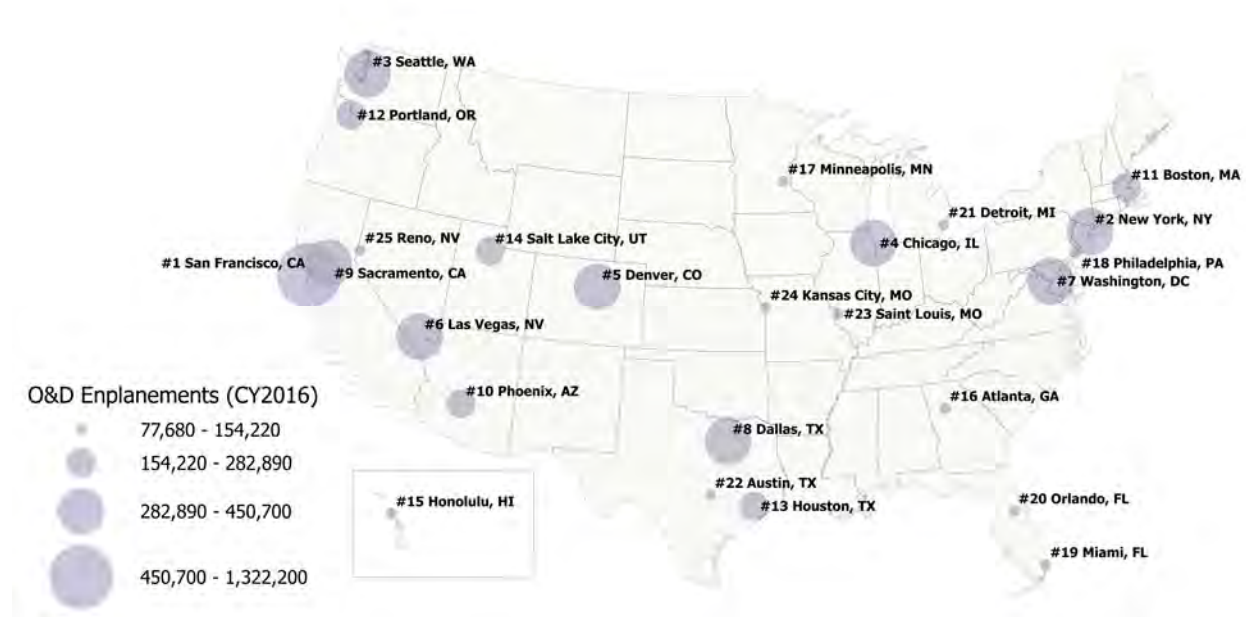 #3 Seattle, WA
#12 Portland, OR
#17 Minneapolis, MN
#11 Boston, MA
#21 Detroit, MI
#2 New York, NY
#25 Reno, NV
#14 Salt Lake City, UT
#4 Chicago, IL
#1 San Francisco, CA
#9 Sacramento, CA
#5 Denver, CO
#18 Philadelphia, PA
#7 Washington, DC
#24 Kansas City, MO
#23 Saint Louis, MO
#6 Las Vegas, NV
#10 Phoenix, AZ
#16 Atlanta, GA
#8 Dallas, TX
#22 Austin, TX
#13 Houston, TX
#15 Honolulu, HI
#20 Orlando, FL
#19 Miami, FL
O&D Enplanements (CY2016)
77,680 - 154,220
154,220 - 282,890
282,890 - 450,700
450,700 - 1,322,200